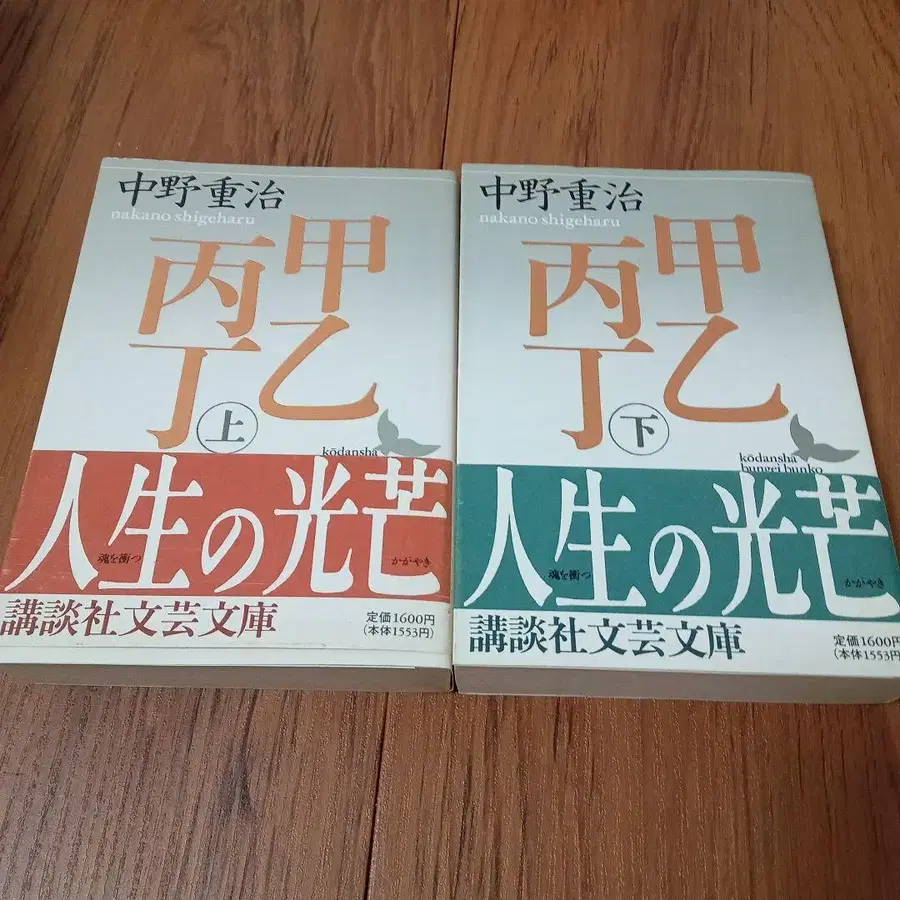 中野重治
nakano shigeharu
甲乙
丙丁
上
kōdansha
人生の光芒
魂を衝つ
かがやき
講談社文芸文庫
定価1600円
(本体1553円)
中野重治
nakano shigeharu
甲乙
丙丁
下
kōdansha
bungei bunko
人生の光芒
魂を衝つ
かがやき
講談社文芸文庫
定価1600円
(本体1553円)